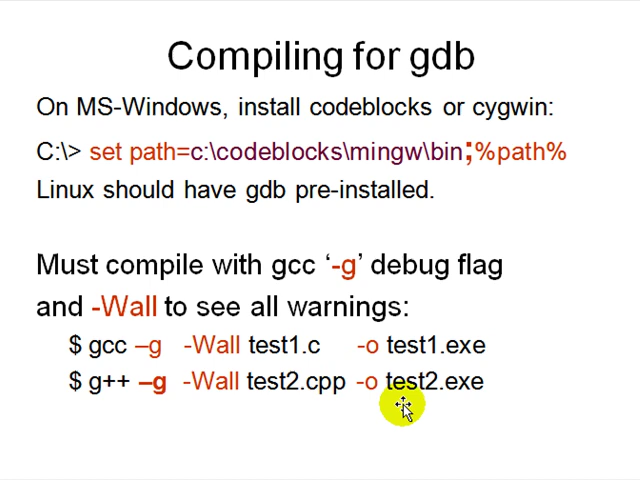 Compiling for gdb
On MS-Windows, install codeblocks or cygwin:
C:\> set path=c:\codeblocks\mingw\bin;%path%
Linux should have gdb pre-installed.
Must compile with gcc ‘-g’ debug flag
and -Wall to see all warnings:
$ gcc –g -Wall test1.c -o test1.exe
$ g++ –g -Wall test2.cpp -o test2.exe